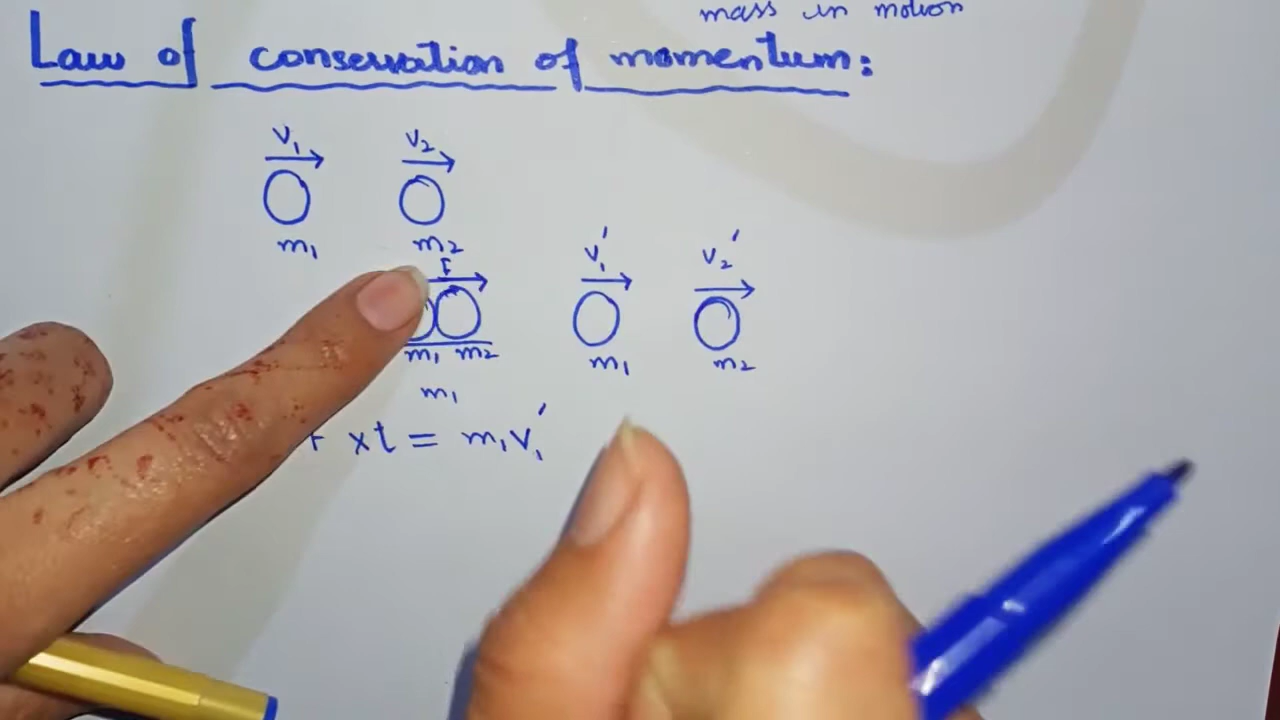 mass in motion
Law of conservation of momentum:
V₁ V₂
m₁ m₂
V₁′ V₂′
F
m₁ m₂ m₁ m₂
m₁
× t = m₁v₁′